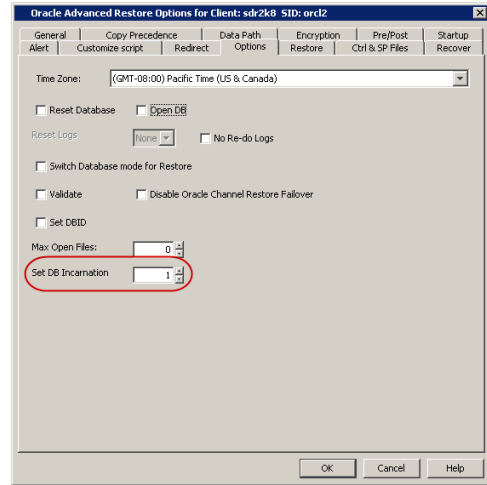 Oracle Advanced Restore Options for Client: sdr2k8 SID: orcl2
General Copy Precedence Data Path Encryption Pre/Post Startup
Alert Customize script Redirect Options Restore Ctrl & SP Files Recover
Time Zone: (GMT-08:00) Pacific Time (US & Canada)
Reset Database Open DB
Reset Logs None No Re-do Logs
Switch Database mode for Restore
Validate Disable Oracle Channel Restore Failover
Set DBID
Max Open Files: 0
Set DB Incarnation 1
OK Cancel Help